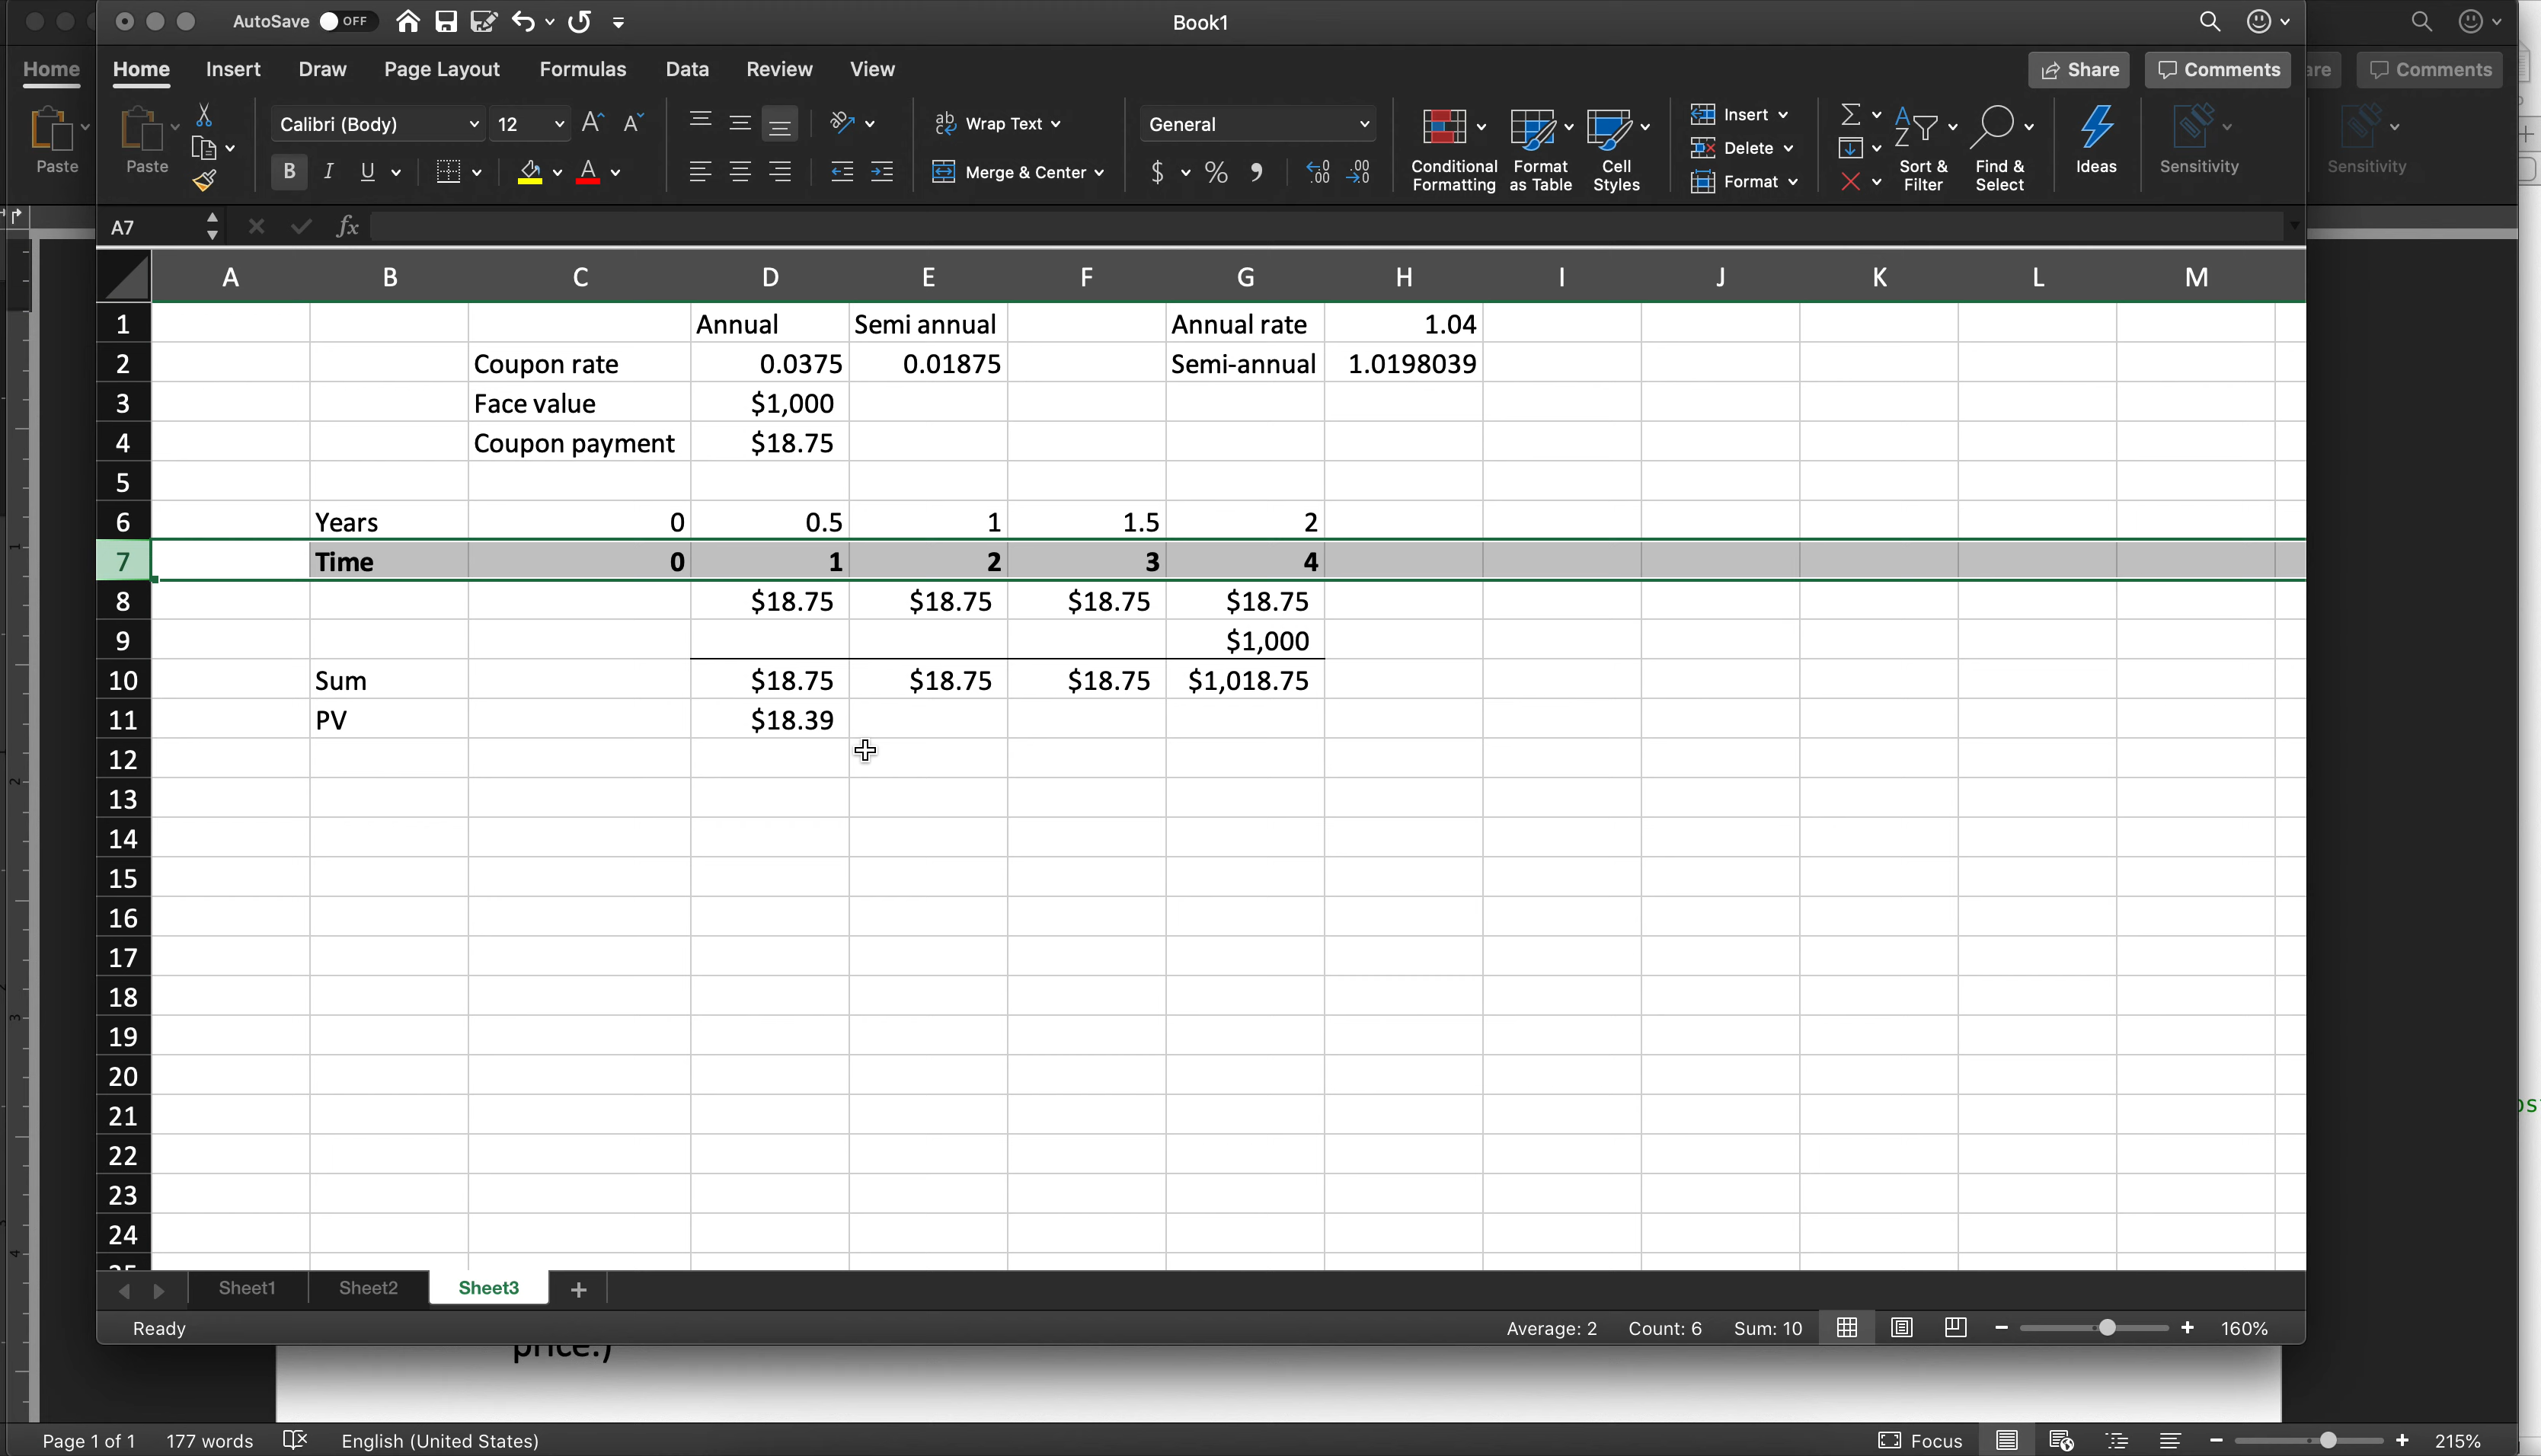 AutoSave OFF Book1
Home
Home Insert Draw Page Layout Formulas Data Review View Share Comments Comments
Paste Paste Calibri (Body) 12 Wrap Text General Conditional Formatting Format as Table Cell Styles Insert Delete Format Sort & Filter Find & Select Ideas Sensitivity Sensitivity
B I U Merge & Center $ %
A7 fx
A B C D E F G H I J K L M
1 Annual Semi annual Annual rate 1.04
2 Coupon rate 0.0375 0.01875 Semi-annual 1.0198039
3 Face value $1,000
4 Coupon payment $18.75
5
6 Years 0 0.5 1 1.5 2
7 Time 0 1 2 3 4
8 $18.75 $18.75 $18.75 $18.75
9 $1,000
10 Sum $18.75 $18.75 $18.75 $1,018.75
11 PV $18.39
12
13
14
15
16
17
18
19
20
21
22
23
24
Sheet1 Sheet2 Sheet3 +
Ready Average: 2 Count: 6 Sum: 10 160%
price.)
Page 1 of 1 177 words English (United States) Focus 215%